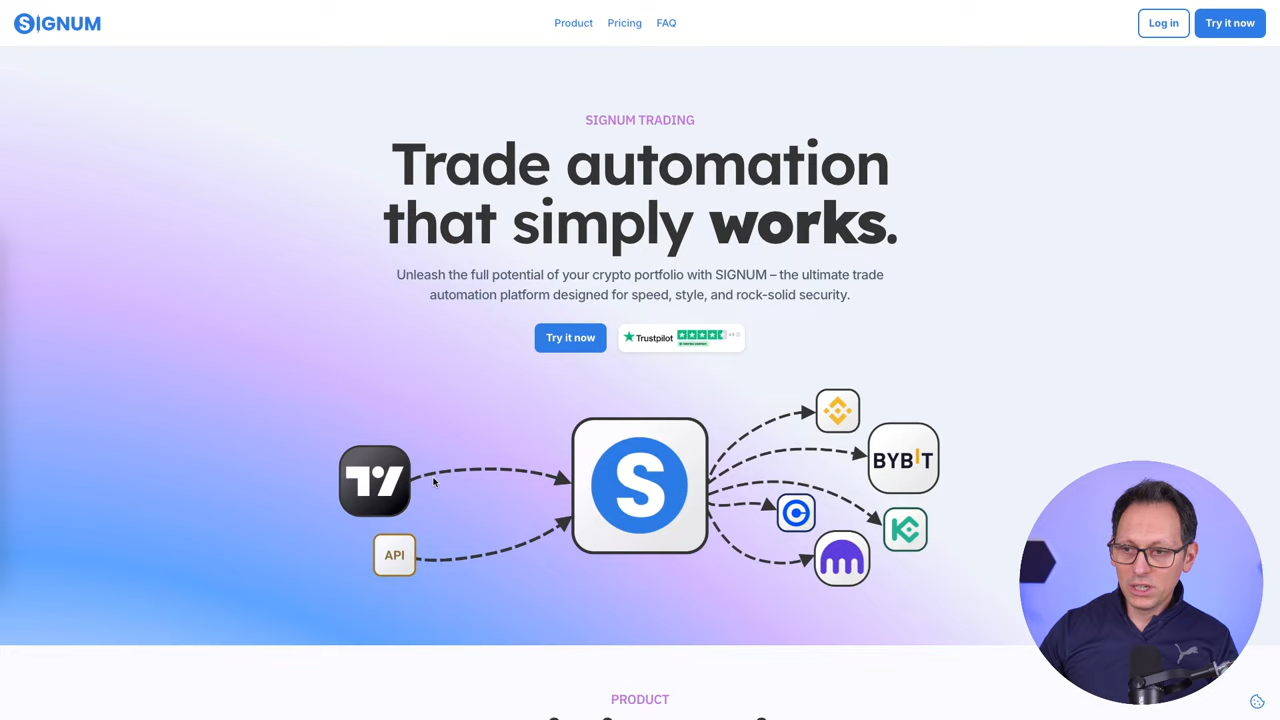 SIGNUM
Product
Pricing
FAQ
Log in
Try it now
SIGNUM TRADING
Trade automation
that simply works.
Unleash the full potential of your crypto portfolio with SIGNUM – the ultimate trade
automation platform designed for speed, style, and rock-solid security.
Try it now
Trustpilot
BYBIT
API
PRODUCT